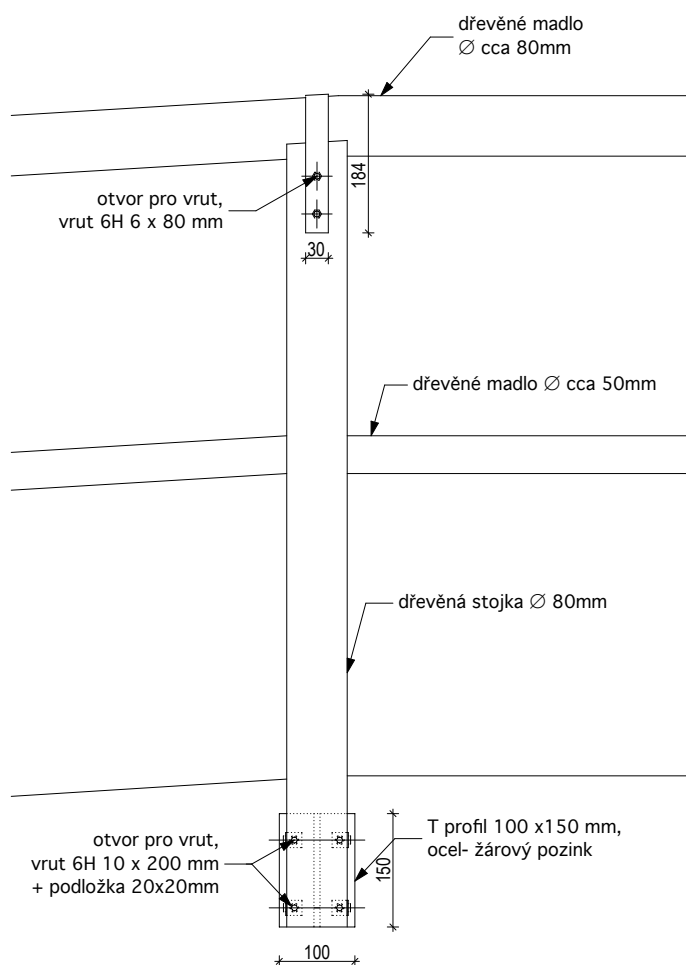 dřevěné madlo
∅ cca 80mm
184
otvor pro vrut,
vrut 6H 6 x 80 mm
30
dřevěné madlo ∅ cca 50mm
dřevěná stojka ∅ 80mm
otvor pro vrut,
vrut 6H 10 x 200 mm
+ podložka 20x20mm
T profil 100 x150 mm,
ocel- žárový pozink
150
100